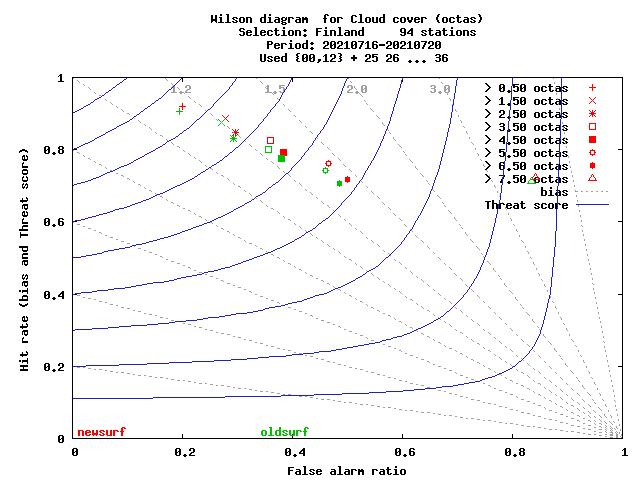 Wilson diagram  for Cloud cover (octas)
Selection: Finland     94 stations
Period: 20210716-20210720
Used {00,12} + 25 26 ... 36
Hit rate (bias and Threat score)
1
0.8
0.6
0.4
0.2
0
1.2
1.5
2.0
3.0
> 0.50 octas
> 1.50 octas
> 2.50 octas
> 3.50 octas
> 4.50 octas
> 5.50 octas
> 6.50 octas
> 7.50 octas
bias
Threat score
newsurf
oldsurf
0 0.2 0.4 0.6 0.8 1
False alarm ratio